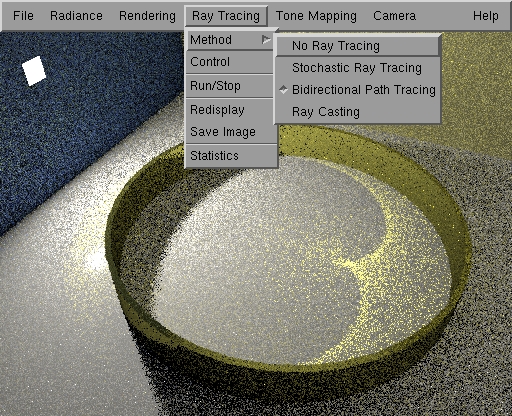 File Radiance Rendering Ray Tracing Tone Mapping Camera Help
Method
Control
Run/Stop
Redisplay
Save Image
Statistics
No Ray Tracing
Stochastic Ray Tracing
Bidirectional Path Tracing
Ray Casting